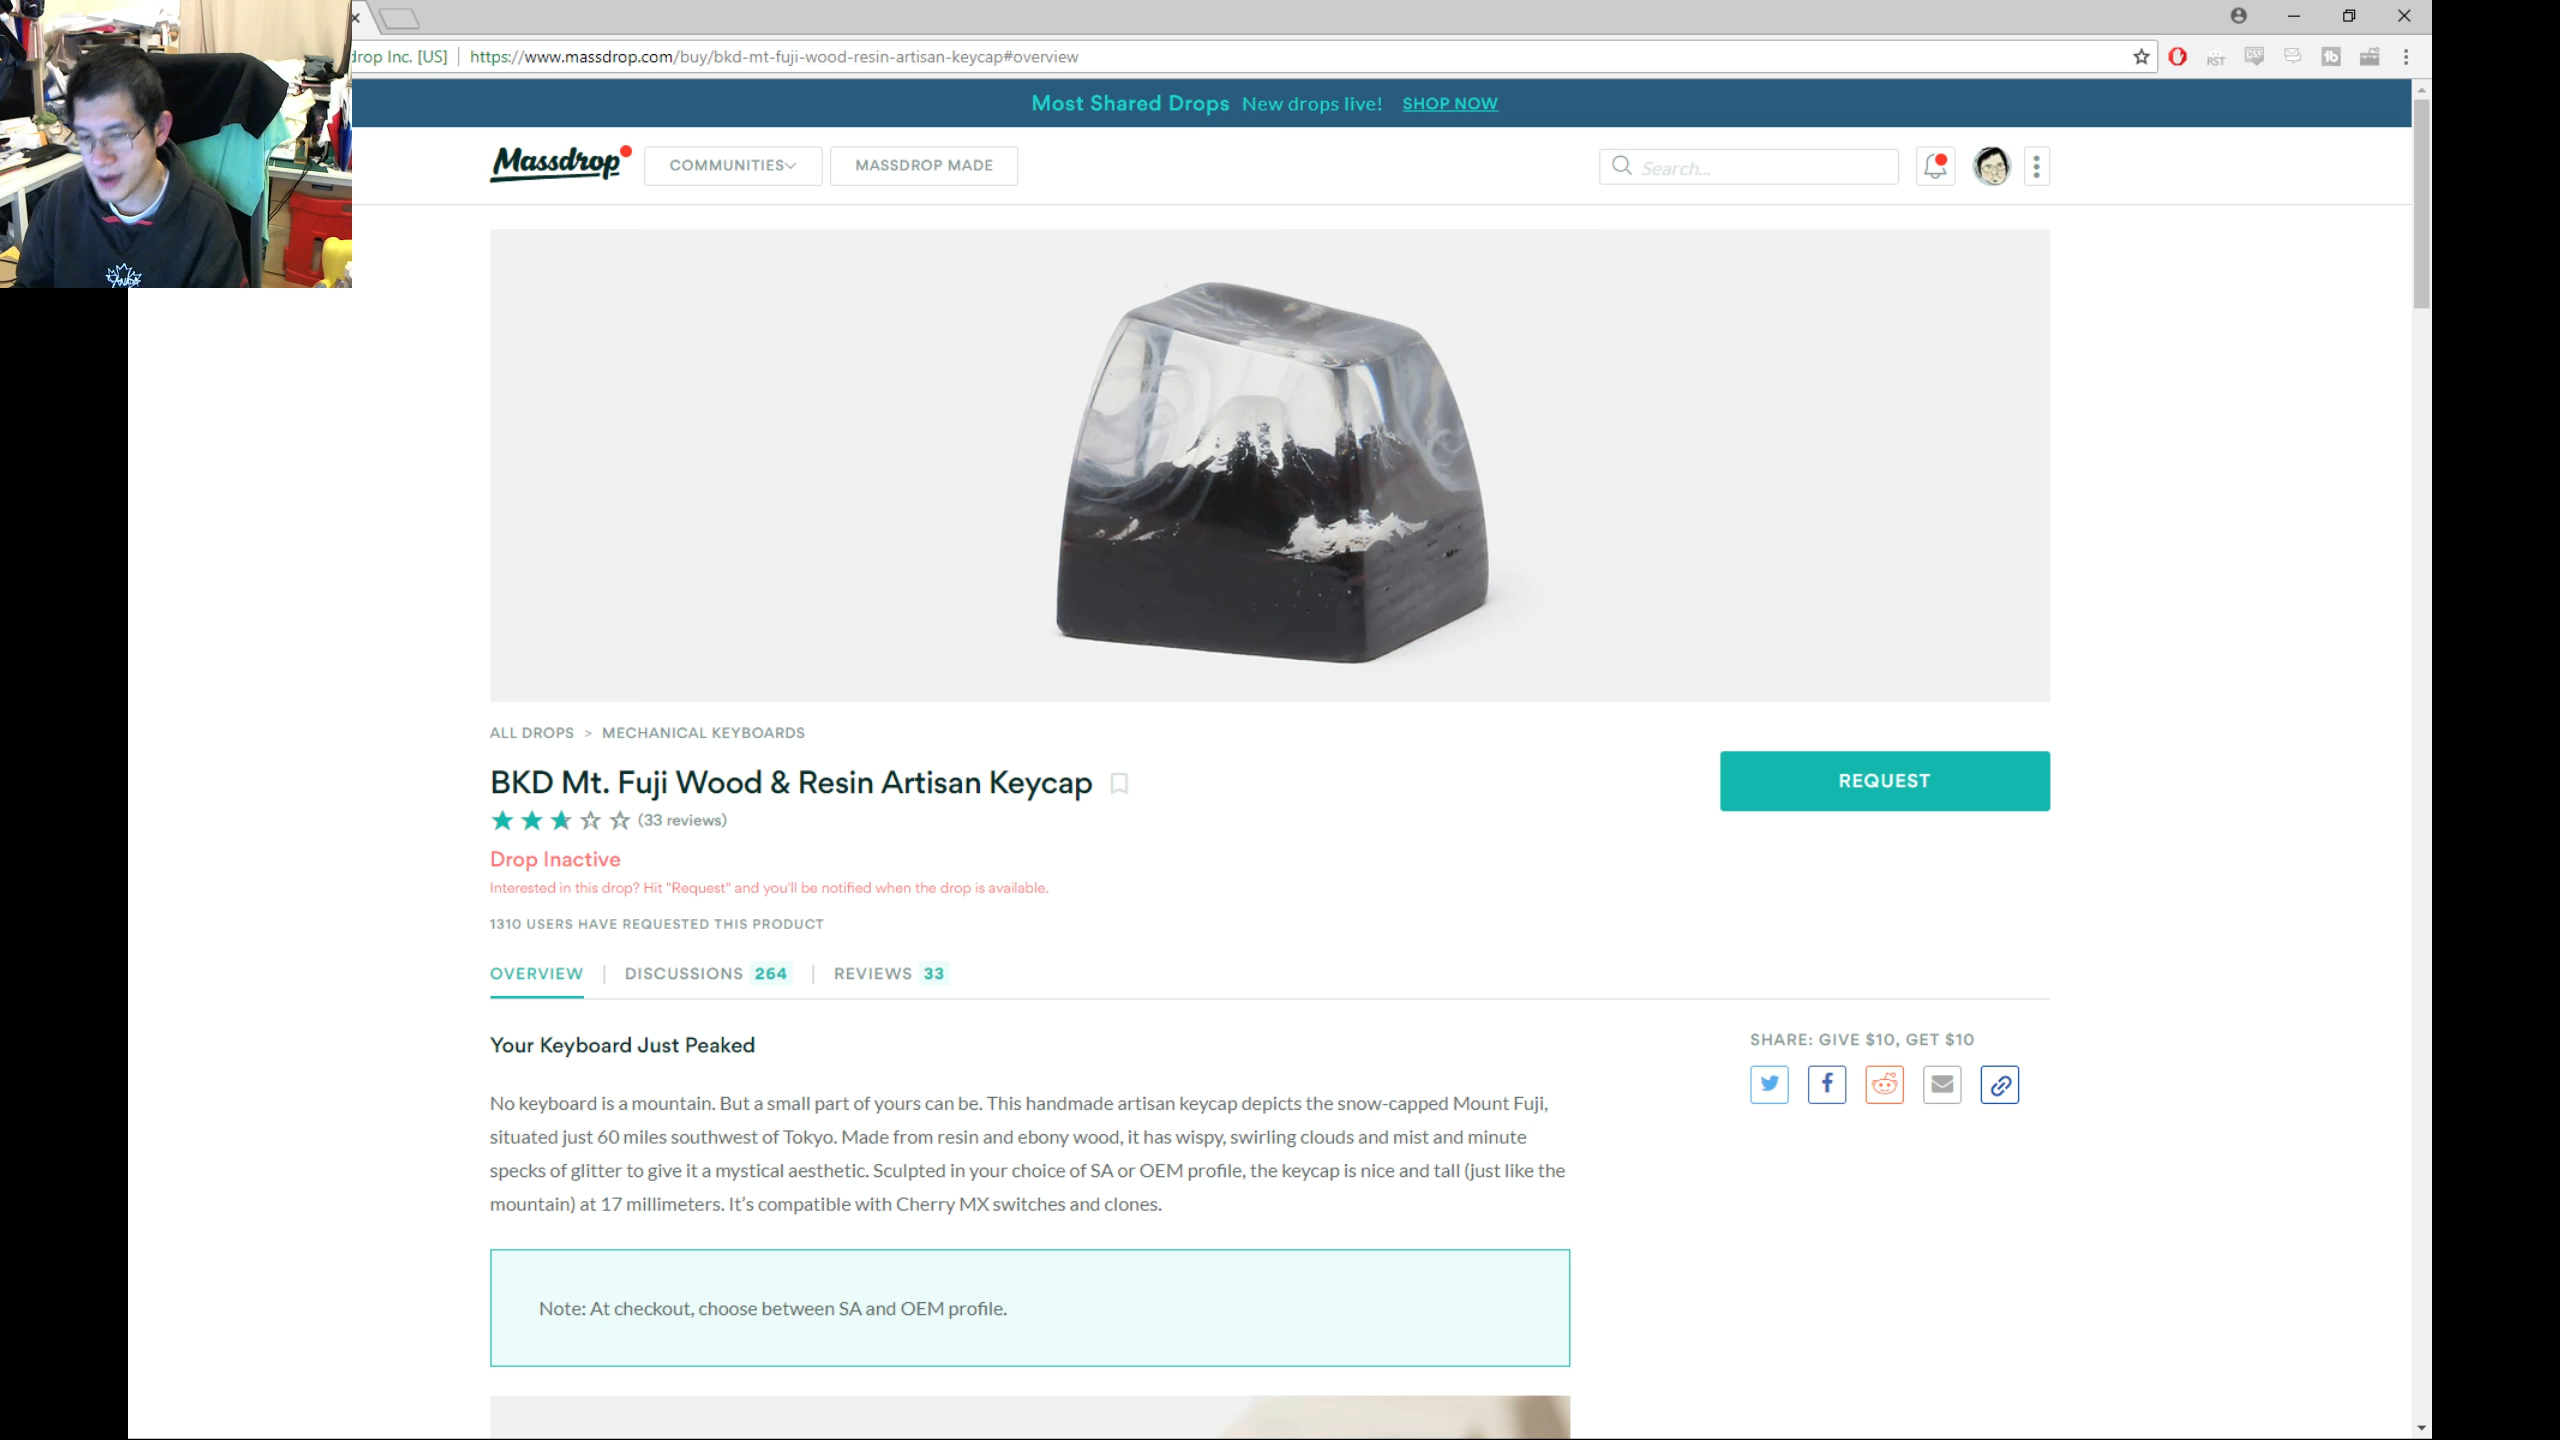 drop Inc. [US] | https://www.massdrop.com/buy/bkd-mt-fuji-wood-resin-artisan-keycap#overview
RST
CSS
1b
Most Shared Drops New drops live! SHOP NOW
Massdrop
COMMUNITIES
MASSDROP MADE
Search...
ALL DROPS > MECHANICAL KEYBOARDS
BKD Mt. Fuji Wood & Resin Artisan Keycap
REQUEST
(33 reviews)
Drop Inactive
Interested in this drop? Hit "Request" and you'll be notified when the drop is available.
1310 USERS HAVE REQUESTED THIS PRODUCT
OVERVIEW | DISCUSSIONS 264 | REVIEWS 33
Your Keyboard Just Peaked
SHARE: GIVE $10, GET $10
No keyboard is a mountain. But a small part of yours can be. This handmade artisan keycap depicts the snow-capped Mount Fuji,
situated just 60 miles southwest of Tokyo. Made from resin and ebony wood, it has wispy, swirling clouds and mist and minute
specks of glitter to give it a mystical aesthetic. Sculpted in your choice of SA or OEM profile, the keycap is nice and tall (just like the
mountain) at 17 millimeters. It’s compatible with Cherry MX switches and clones.
Note: At checkout, choose between SA and OEM profile.